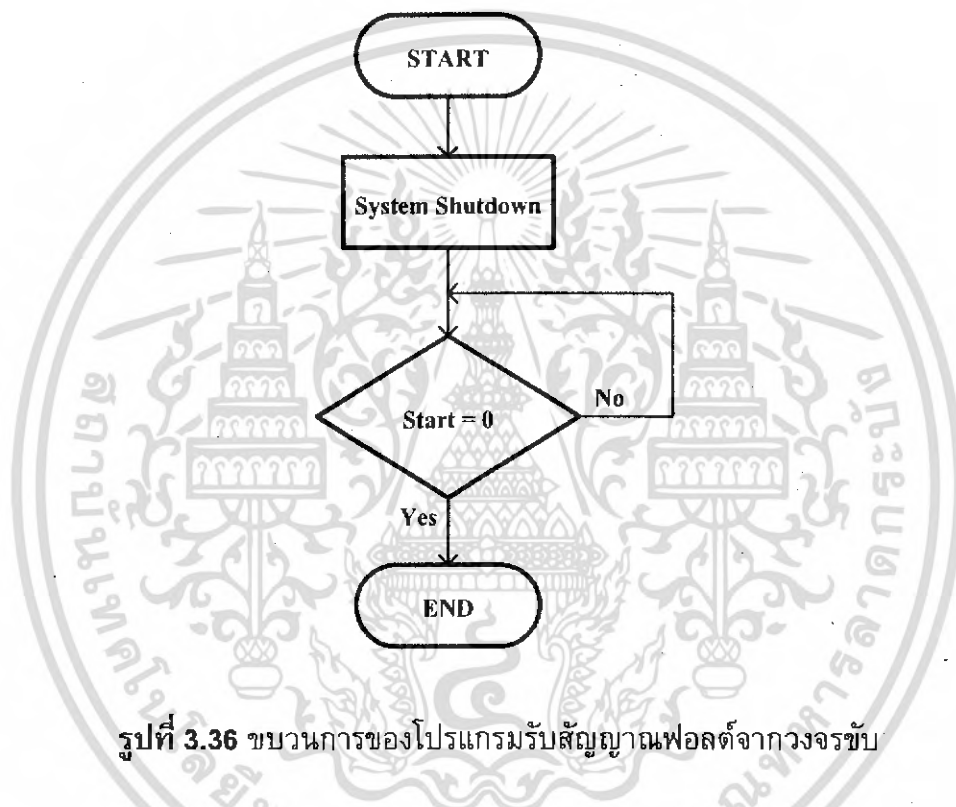 START
System Shutdown
Start = 0
No
Yes
END
รูปที่ 3.36 ขบวนการของโปรแกรมรับสัญญาณฟอลต์จากวงจรขับ